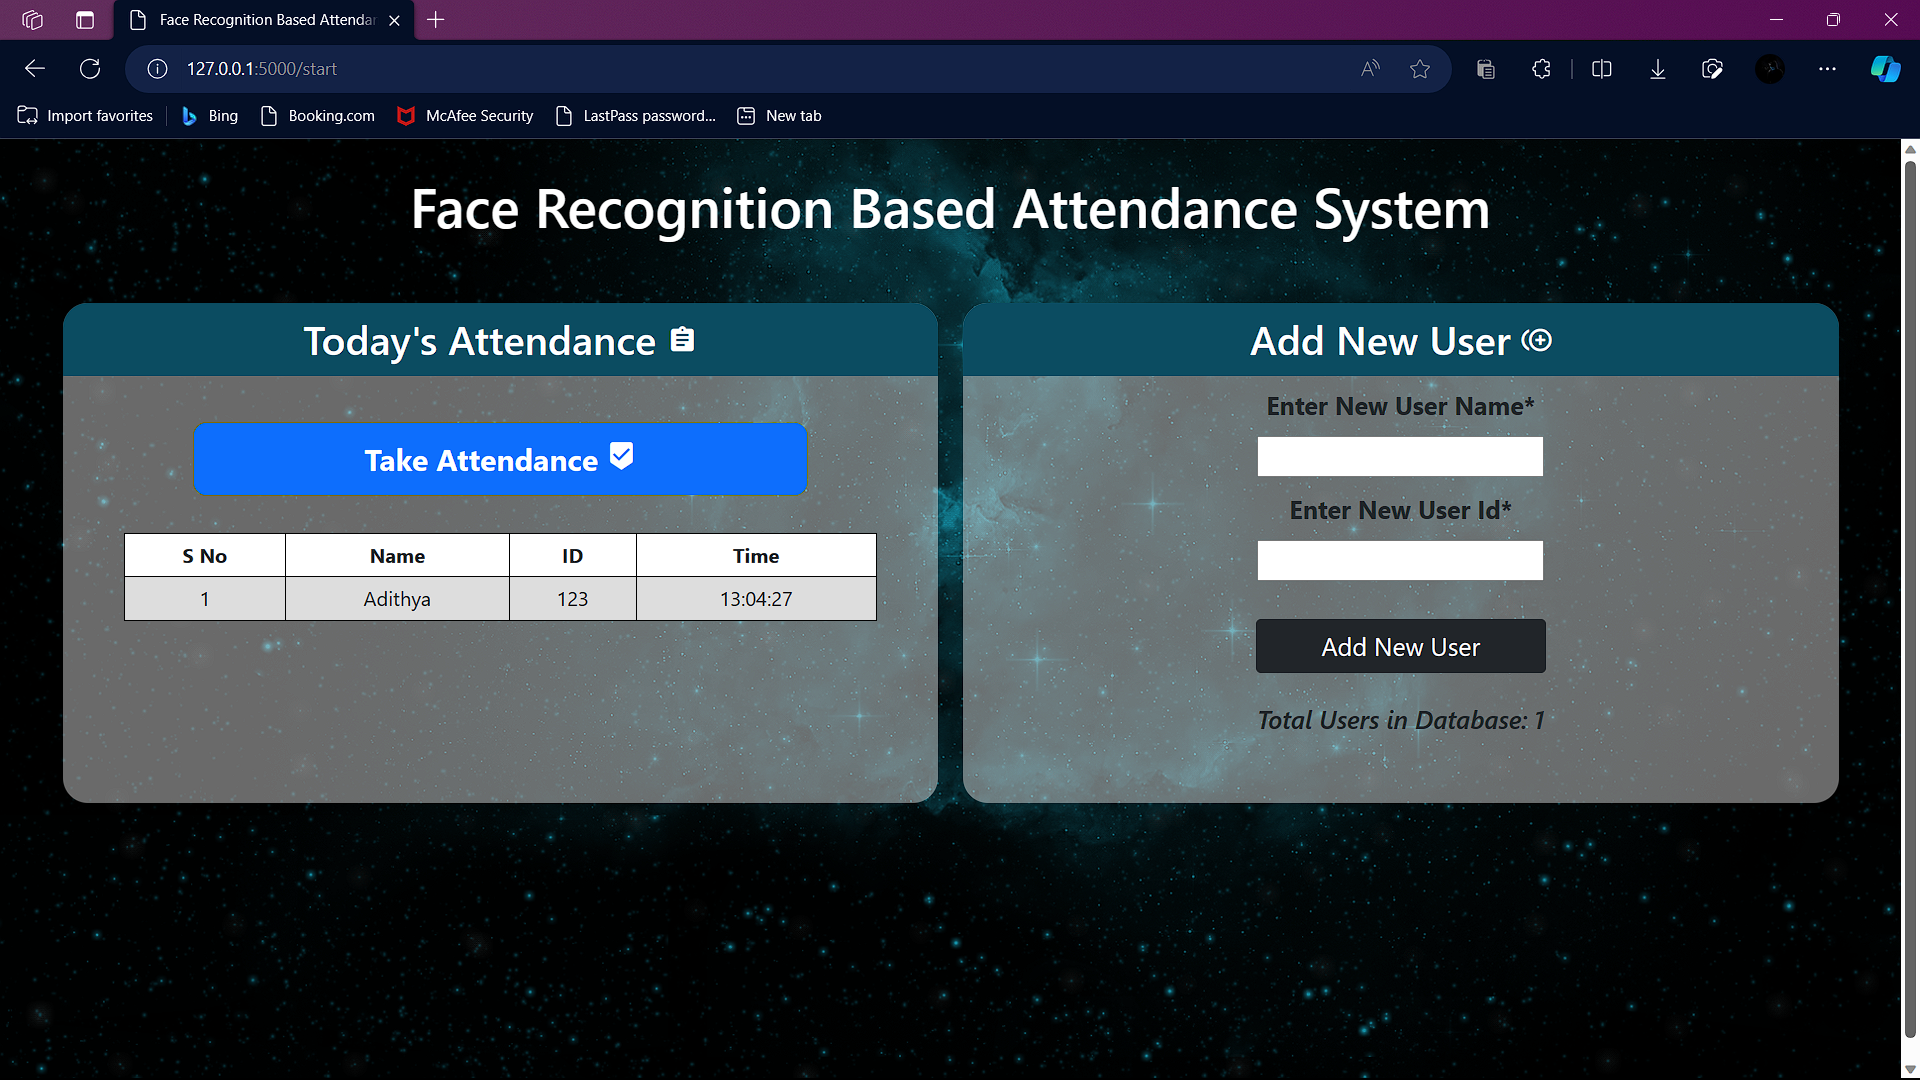 Face Recognition Based Attendar
127.0.0.1:5000/start
Import favorites
Bing
Booking.com
McAfee Security
LastPass password...
New tab
Face Recognition Based Attendance System
Today's Attendance
Take Attendance
S No Name ID Time
1 Adithya 123 13:04:27
Add New User
Enter New User Name*
Enter New User Id*
Add New User
Total Users in Database: 1